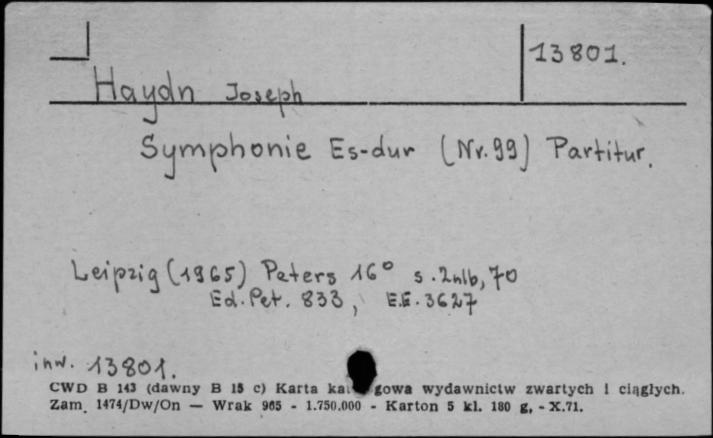 13801.
Haydn Joseph
Symphonie Es-dur (Nr. 99) Partitur.
Leipzig (1965) Peters 16° s. 2nlb, 70
Ed. Pet. 833, E.E. 3627
inw. 13801.
CWD B 143 (dawny B 15 c) Karta gowa wydawnictw zwartych i ciągłych.
Zam. 1474/Dw/On — Wrak 965 - 1.750.000 - Karton 5 kl. 180 g, - X.71.